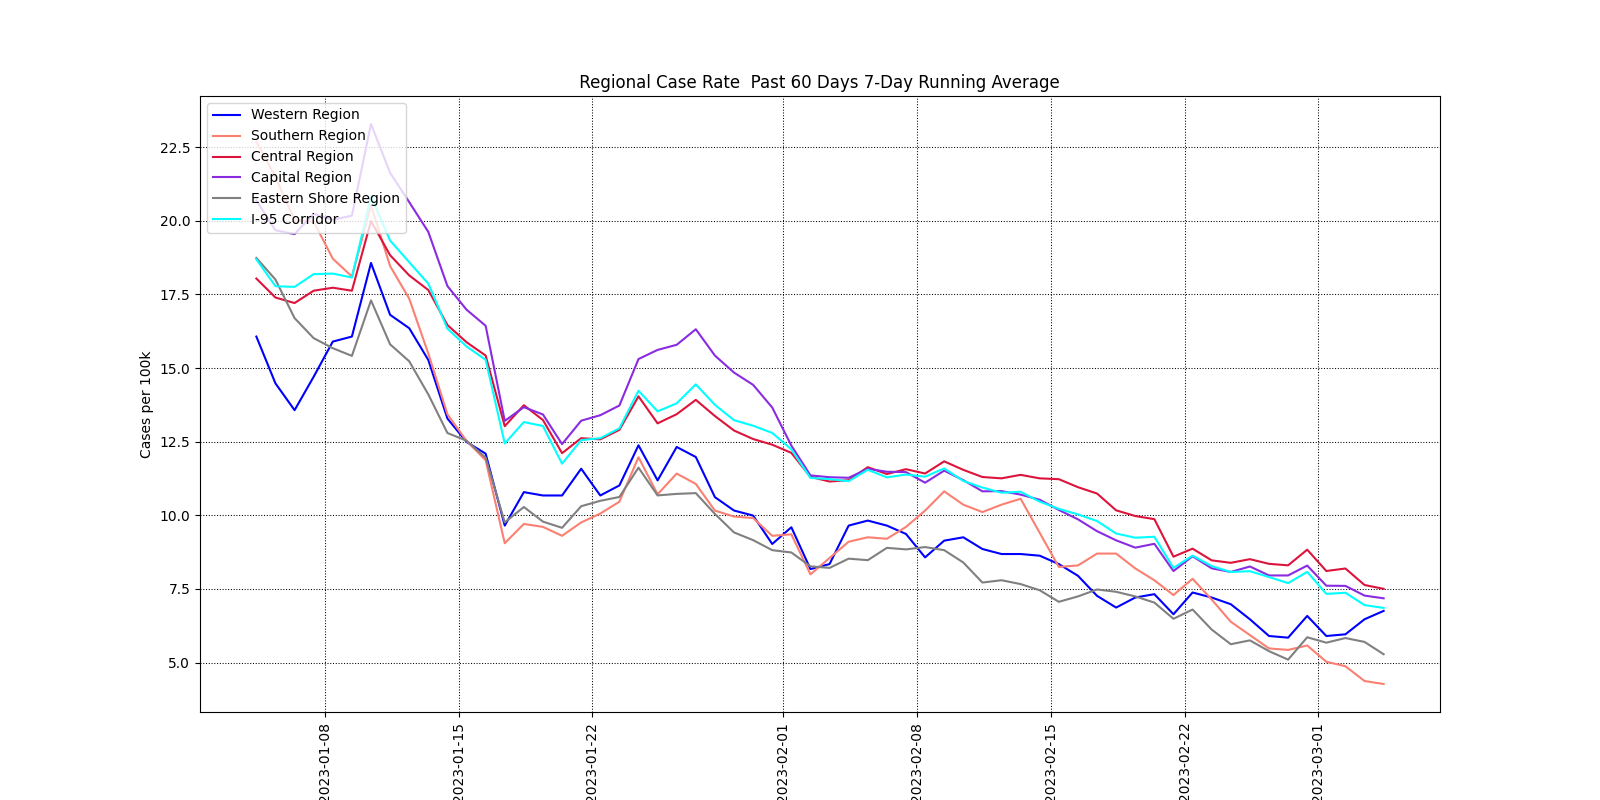 Regional Case Rate  Past 60 Days 7-Day Running Average
Western Region
Southern Region
Central Region
Capital Region
Eastern Shore Region
I-95 Corridor
Cases per 100k
22.5
20.0
17.5
15.0
12.5
10.0
7.5
5.0
2023-01-08
2023-01-15
2023-01-22
2023-02-01
2023-02-08
2023-02-15
2023-02-22
2023-03-01